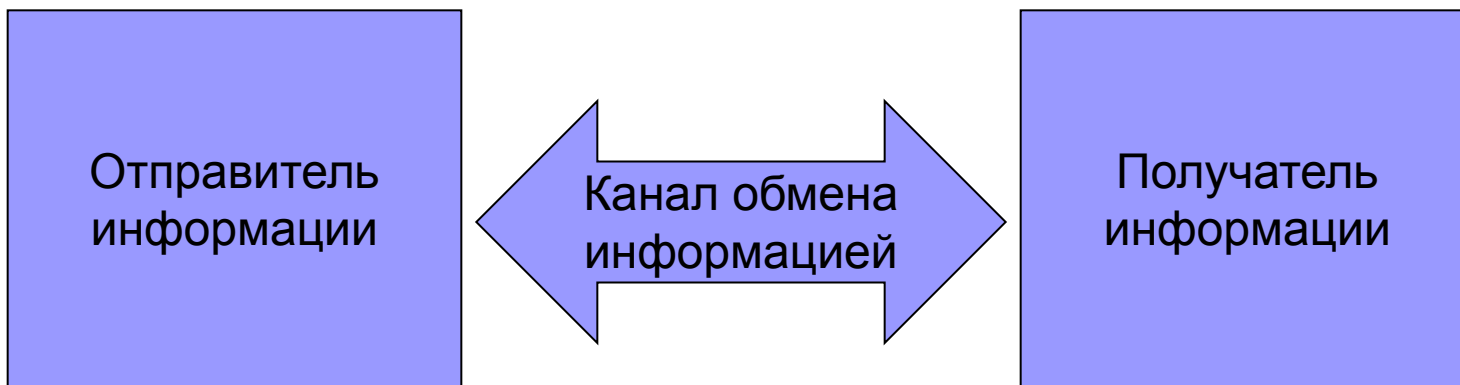 Отправитель
информации
Канал обмена
информацией
Получатель
информации